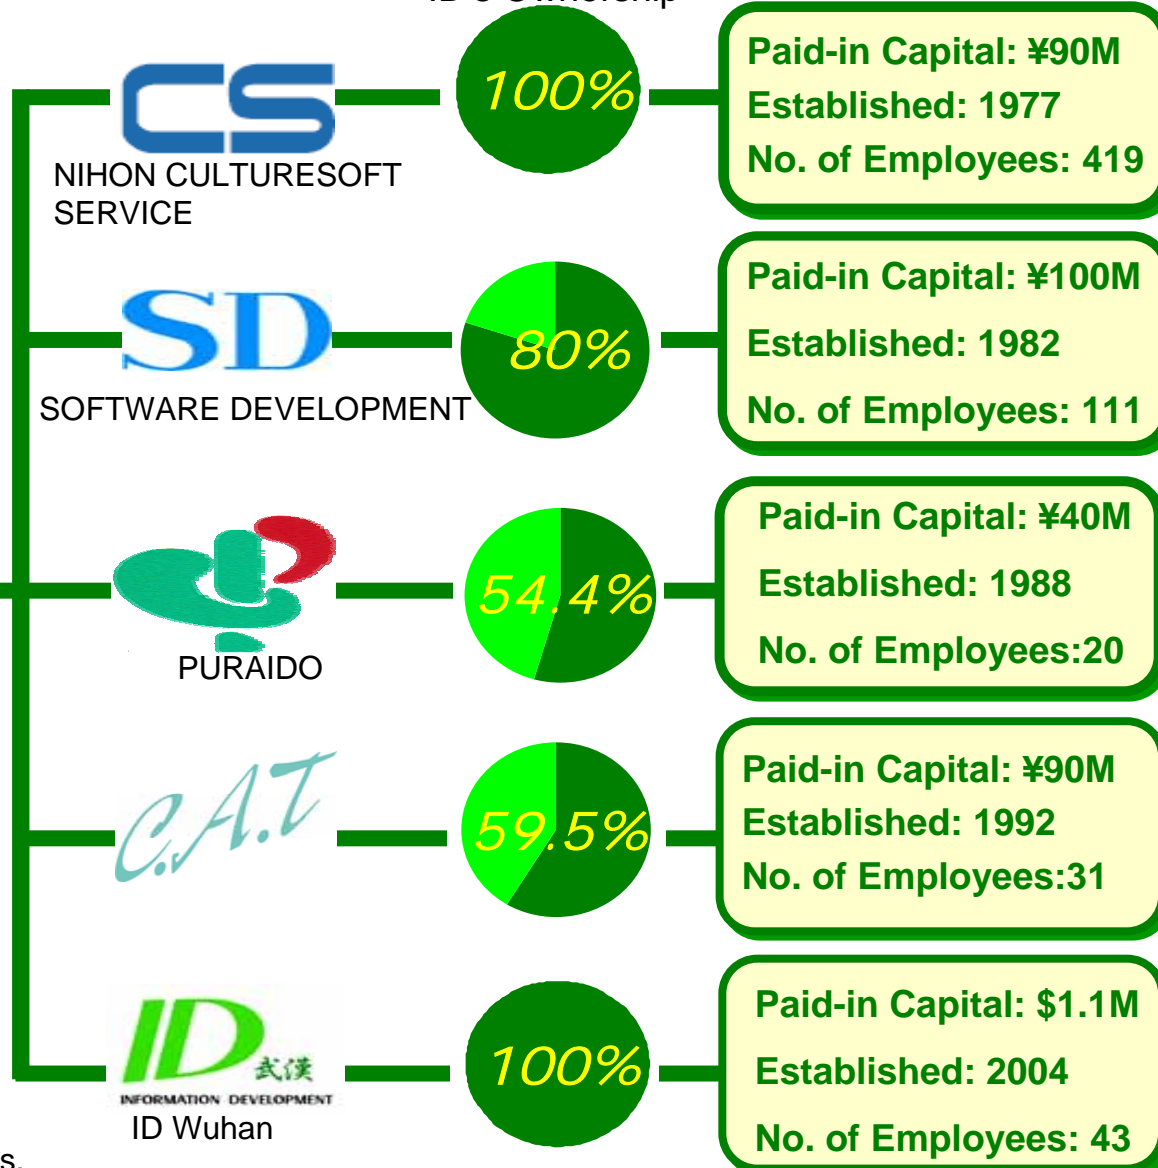 CS
100%
Paid-in Capital: ¥90M
Established: 1977
No. of Employees: 419
NIHON CULTURESOFT
SERVICE
SD
80%
Paid-in Capital: ¥100M
Established: 1982
No. of Employees: 111
SOFTWARE DEVELOPMENT
54.4%
Paid-in Capital: ¥40M
Established: 1988
No. of Employees:20
PURAIDO
C.A.T
59.5%
Paid-in Capital: ¥90M
Established: 1992
No. of Employees:31
ID武漢
INFORMATION DEVELOPMENT
ID Wuhan
100%
Paid-in Capital: $1.1M
Established: 2004
No. of Employees: 43
s.